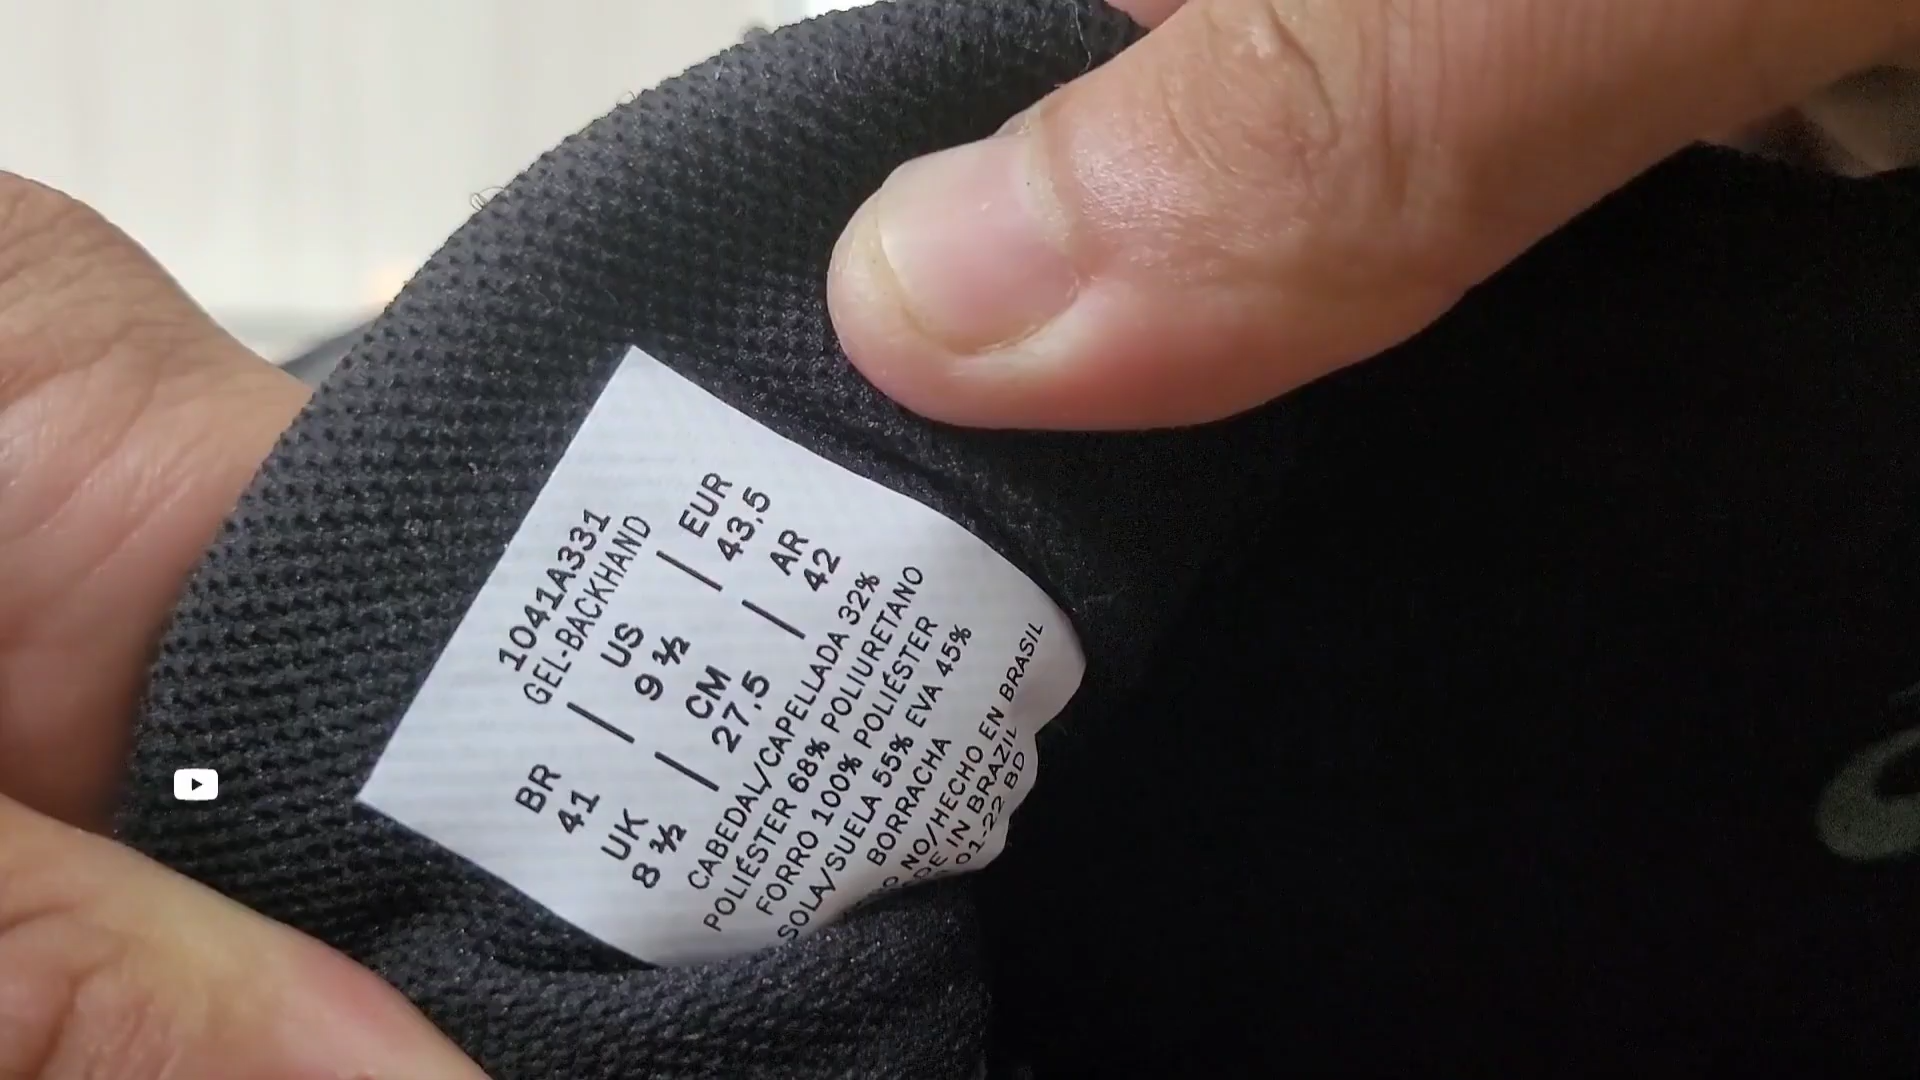 1041A331
GEL-BACKHAND
BR | US | EUR
41 9 ½ 43,5
UK | CM | AR
8 ½ 27,5 42
CABEDAL/CAPELLADA 32%
POLIÉSTER 68% POLIURETANO
FORRO 100% POLIÉSTER
SOLA/SUELA 55% EVA 45%
BORRACHA
NO/HECHO EN BRASIL
IN BRAZIL
01-22 BD